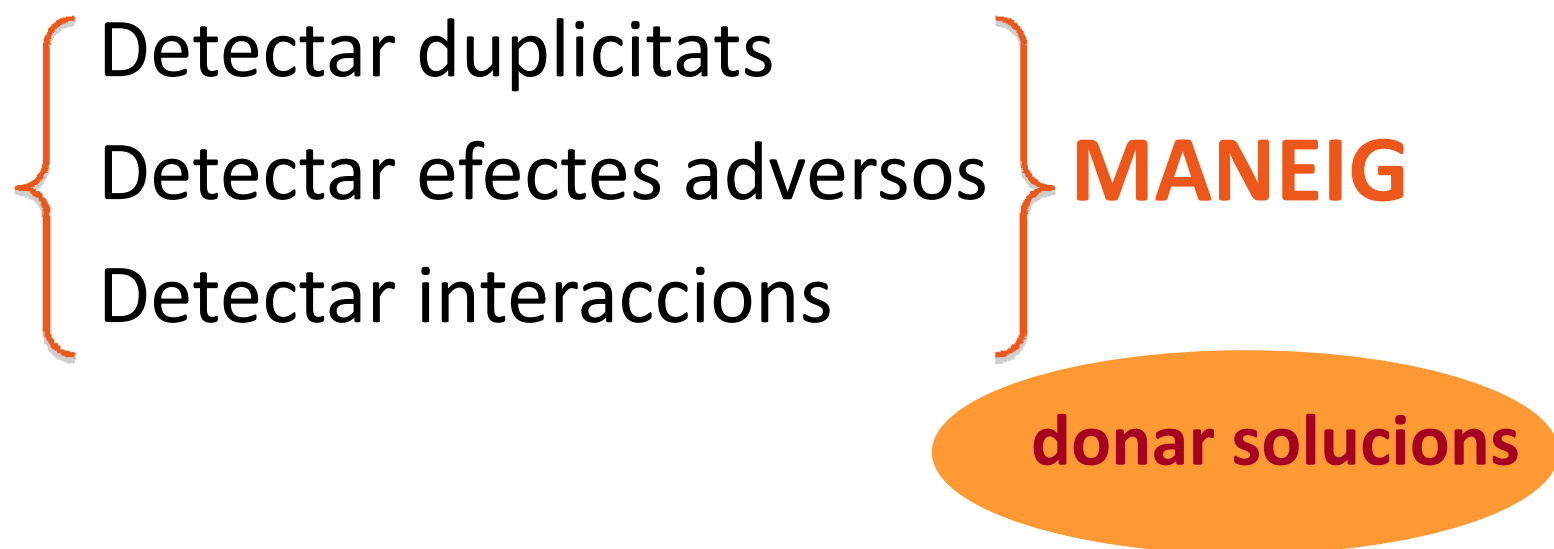 Detectar duplicitats
Detectar efectes adversos
MANEIG
Detectar interaccions
donar solucions